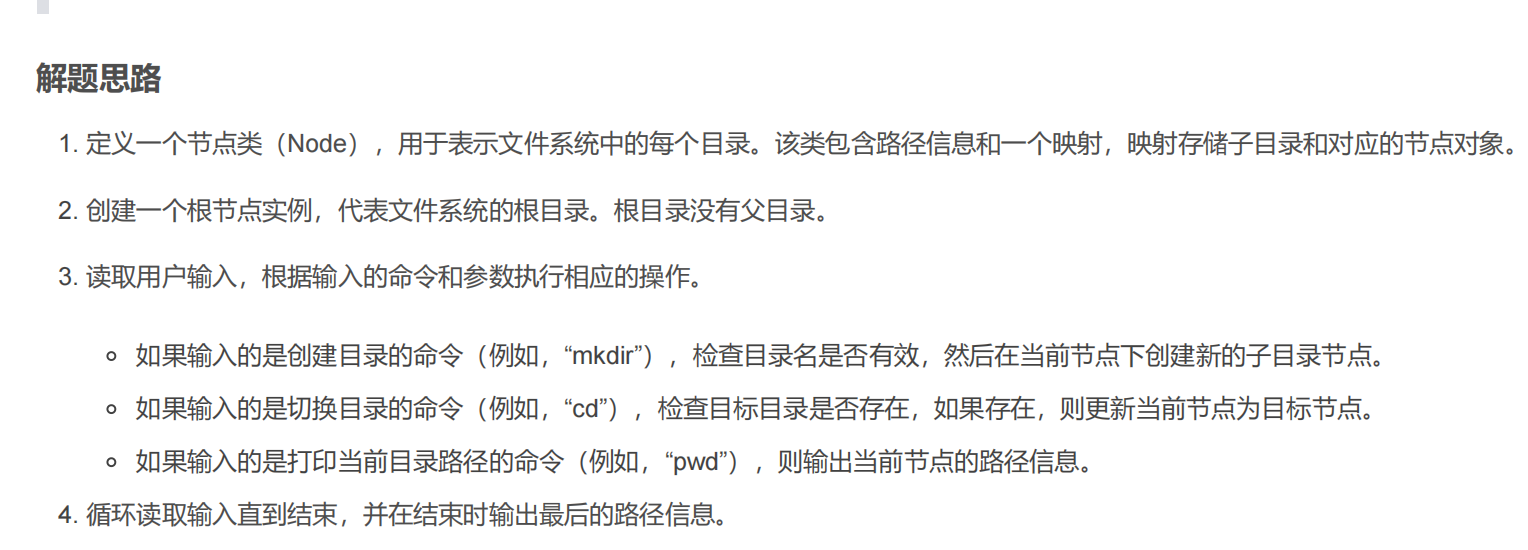 解题思路
1. 定义一个节点类（Node），用于表示文件系统中的每个目录。该类包含路径信息和一个映射，映射存储子目录和对应的节点对象。
2. 创建一个根节点实例，代表文件系统的根目录。根目录没有父目录。
3. 读取用户输入，根据输入的命令和参数执行相应的操作。
◦ 如果输入的是创建目录的命令（例如，“mkdir”），检查目录名是否有效，然后在当前节点下创建新的子目录节点。
◦ 如果输入的是切换目录的命令（例如，“cd”），检查目标目录是否存在，如果存在，则更新当前节点为目标节点。
◦ 如果输入的是打印当前目录路径的命令（例如，“pwd”），则输出当前节点的路径信息。
4. 循环读取输入直到结束，并在结束时输出最后的路径信息。